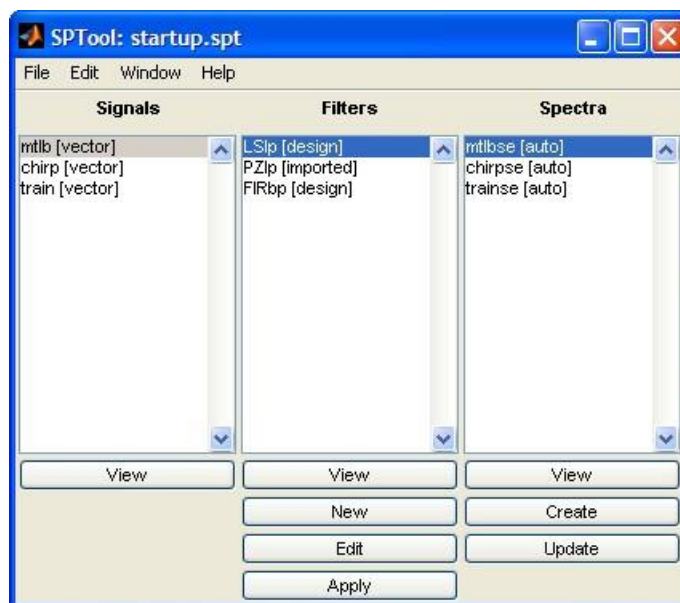 SPTool: startup.spt
File Edit Window Help
Signals Filters Spectra
mtlb [vector] LSlp [design] mtlbse [auto]
chirp [vector] PZlp [imported] chirpse [auto]
train [vector] FIRbp [design] trainse [auto]
View View View
New Create
Edit Update
Apply